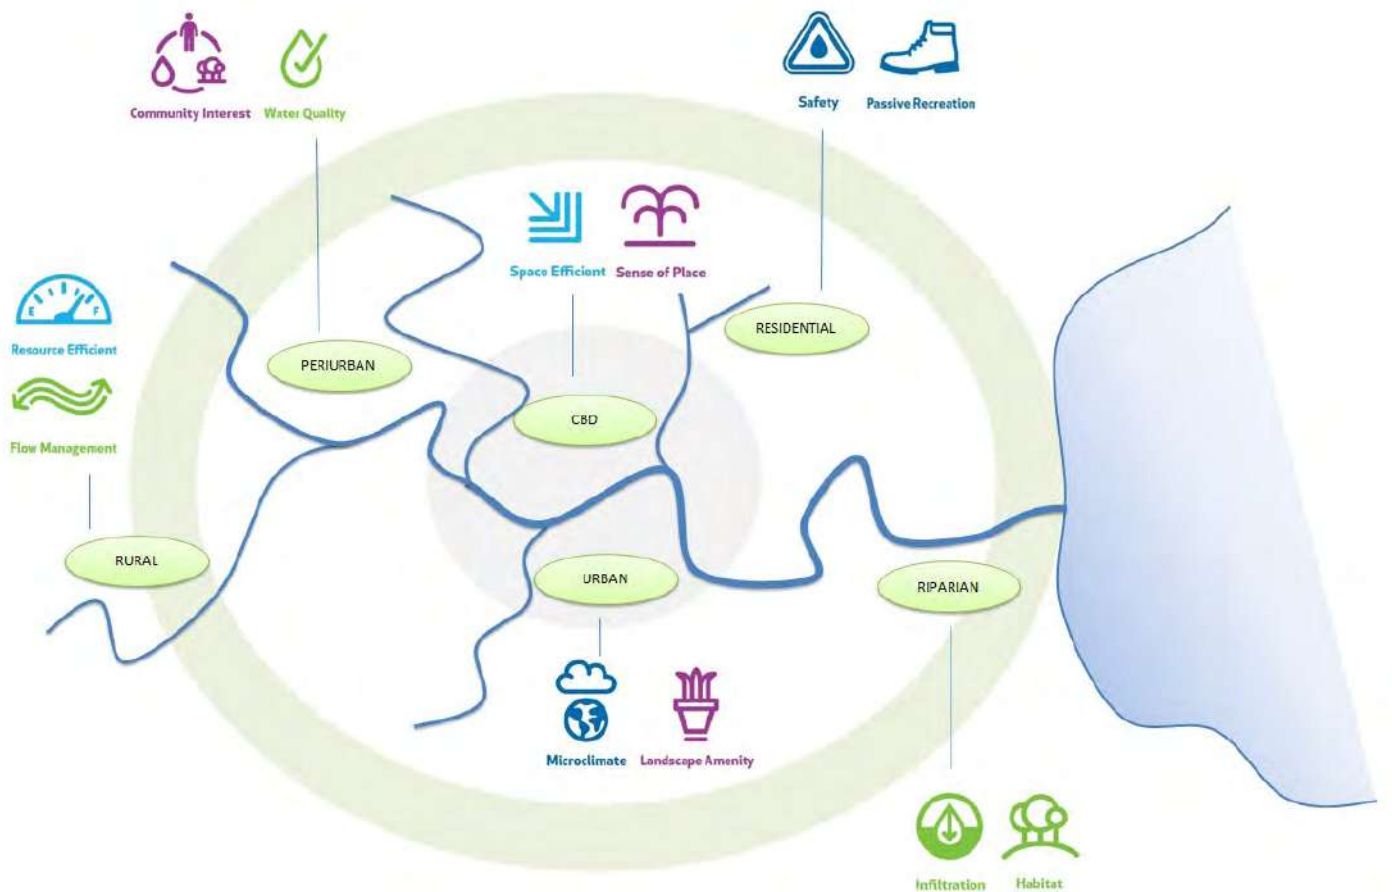 Community Interest
Water Quality
Safety
Passive Recreation
Space Efficient
Sense of Place
E F
Resource Efficient
Flow Management
RESIDENTIAL
PERIURBAN
CBD
RURAL
URBAN
RIPARIAN
Microclimate
Landscape Amenity
Infiltration
Habitat